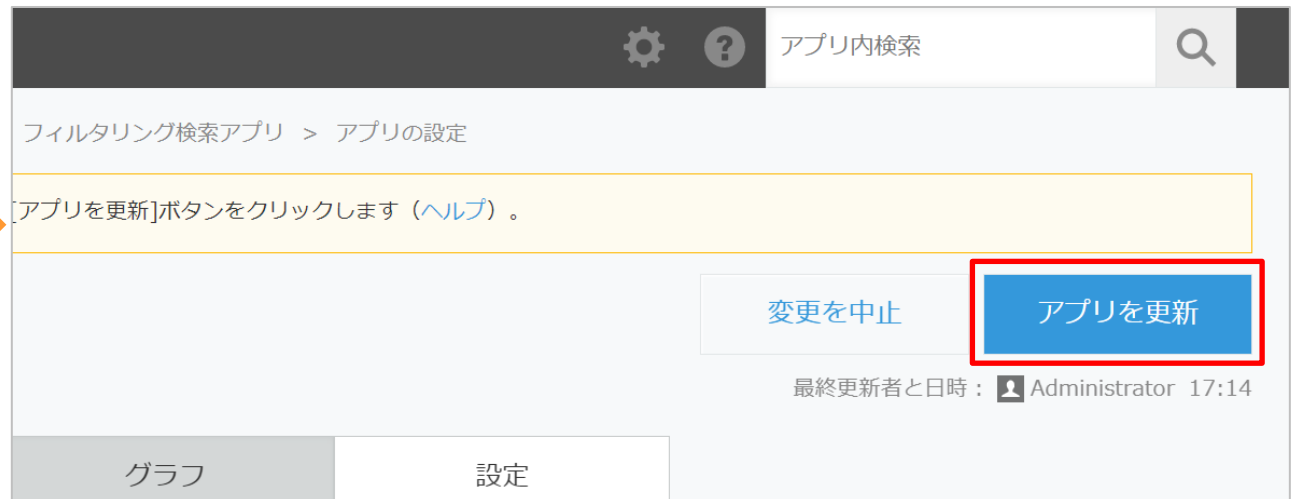 アプリ内検索
フィルタリング検索アプリ > アプリの設定
[アプリを更新]ボタンをクリックします（ヘルプ）。
変更を中止
アプリを更新
最終更新者と日時： Administrator 17:14
グラフ
設定